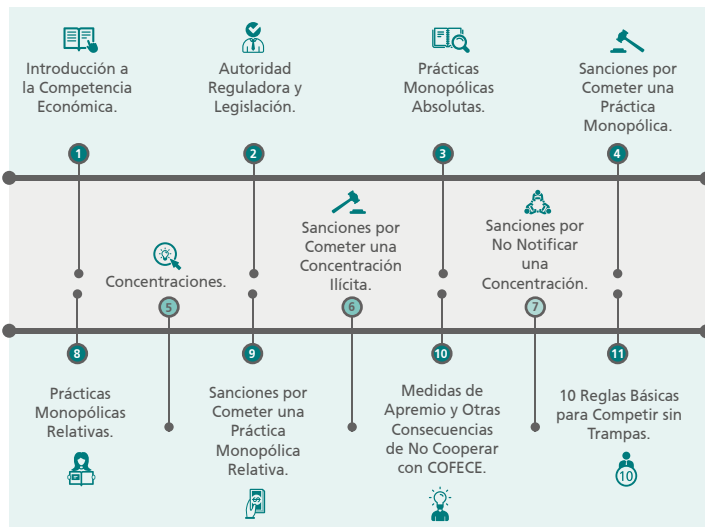 Introducción a
la Competencia
Económica.
1
Autoridad
Reguladora y
Legislación.
2
Prácticas
Monopólicas
Absolutas.
3
Sanciones por
Cometer una
Práctica
Monopólica.
4
Concentraciones.
5
Sanciones por
Cometer una
Concentración
Ilícita.
6
Sanciones por
No Notificar
una
Concentración.
7
8
Prácticas
Monopólicas
Relativas.
9
Sanciones por
Cometer una
Práctica
Monopólica
Relativa.
10
Medidas de
Apremio y Otras
Consecuencias
de No Cooperar
con COFECE.
11
10 Reglas Básicas
para Competir sin
Trampas.
10